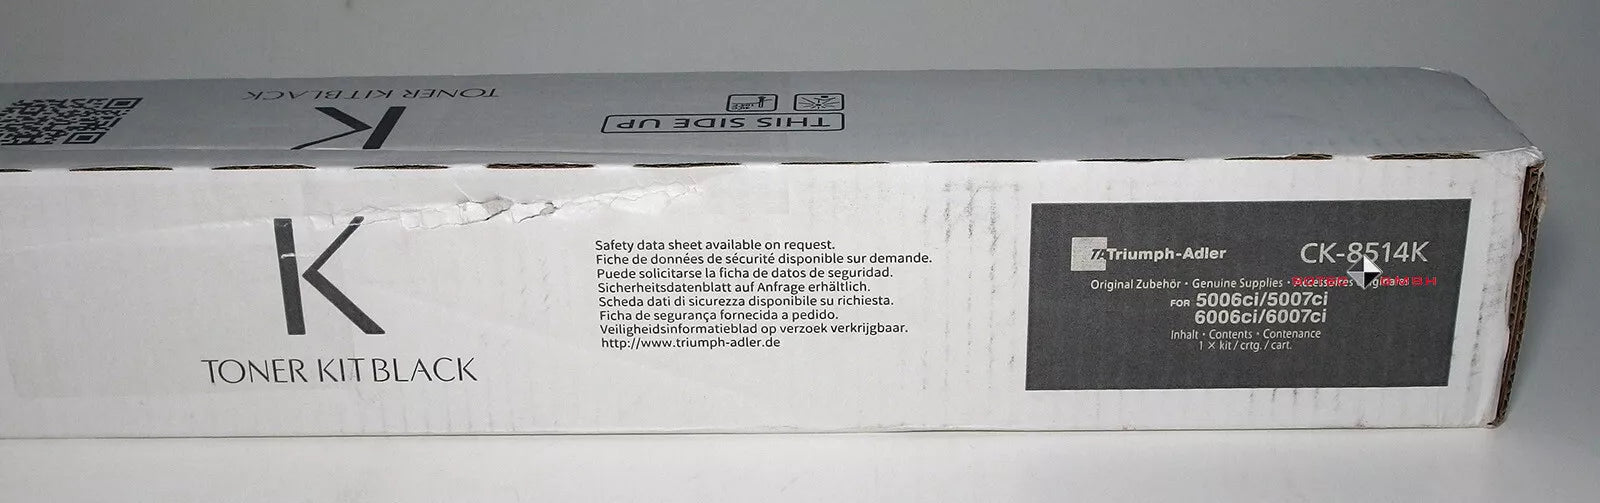 TONER KIT BLACK
K
THIS SIDE UP
K
TONER KIT BLACK
Safety data sheet available on request.
Fiche de données de sécurité disponible sur demande.
Puede solicitarse la ficha de datos de seguridad.
Sicherheitsdatenblatt auf Anfrage erhältlich.
Scheda dati di sicurezza disponibile su richiesta.
Ficha de segurança fornecida a pedido.
Veiligheidsinformatieblad op verzoek verkrijgbaar.
http://www.triumph-adler.de
TA Triumph-Adler
CK-8514K
Original Zubehör · Genuine Supplies · Accessoires Originales
FOR 5006ci/5007ci
6006ci/6007ci
Inhalt · Contents · Contenance
1 × kit / crtg. / cart.